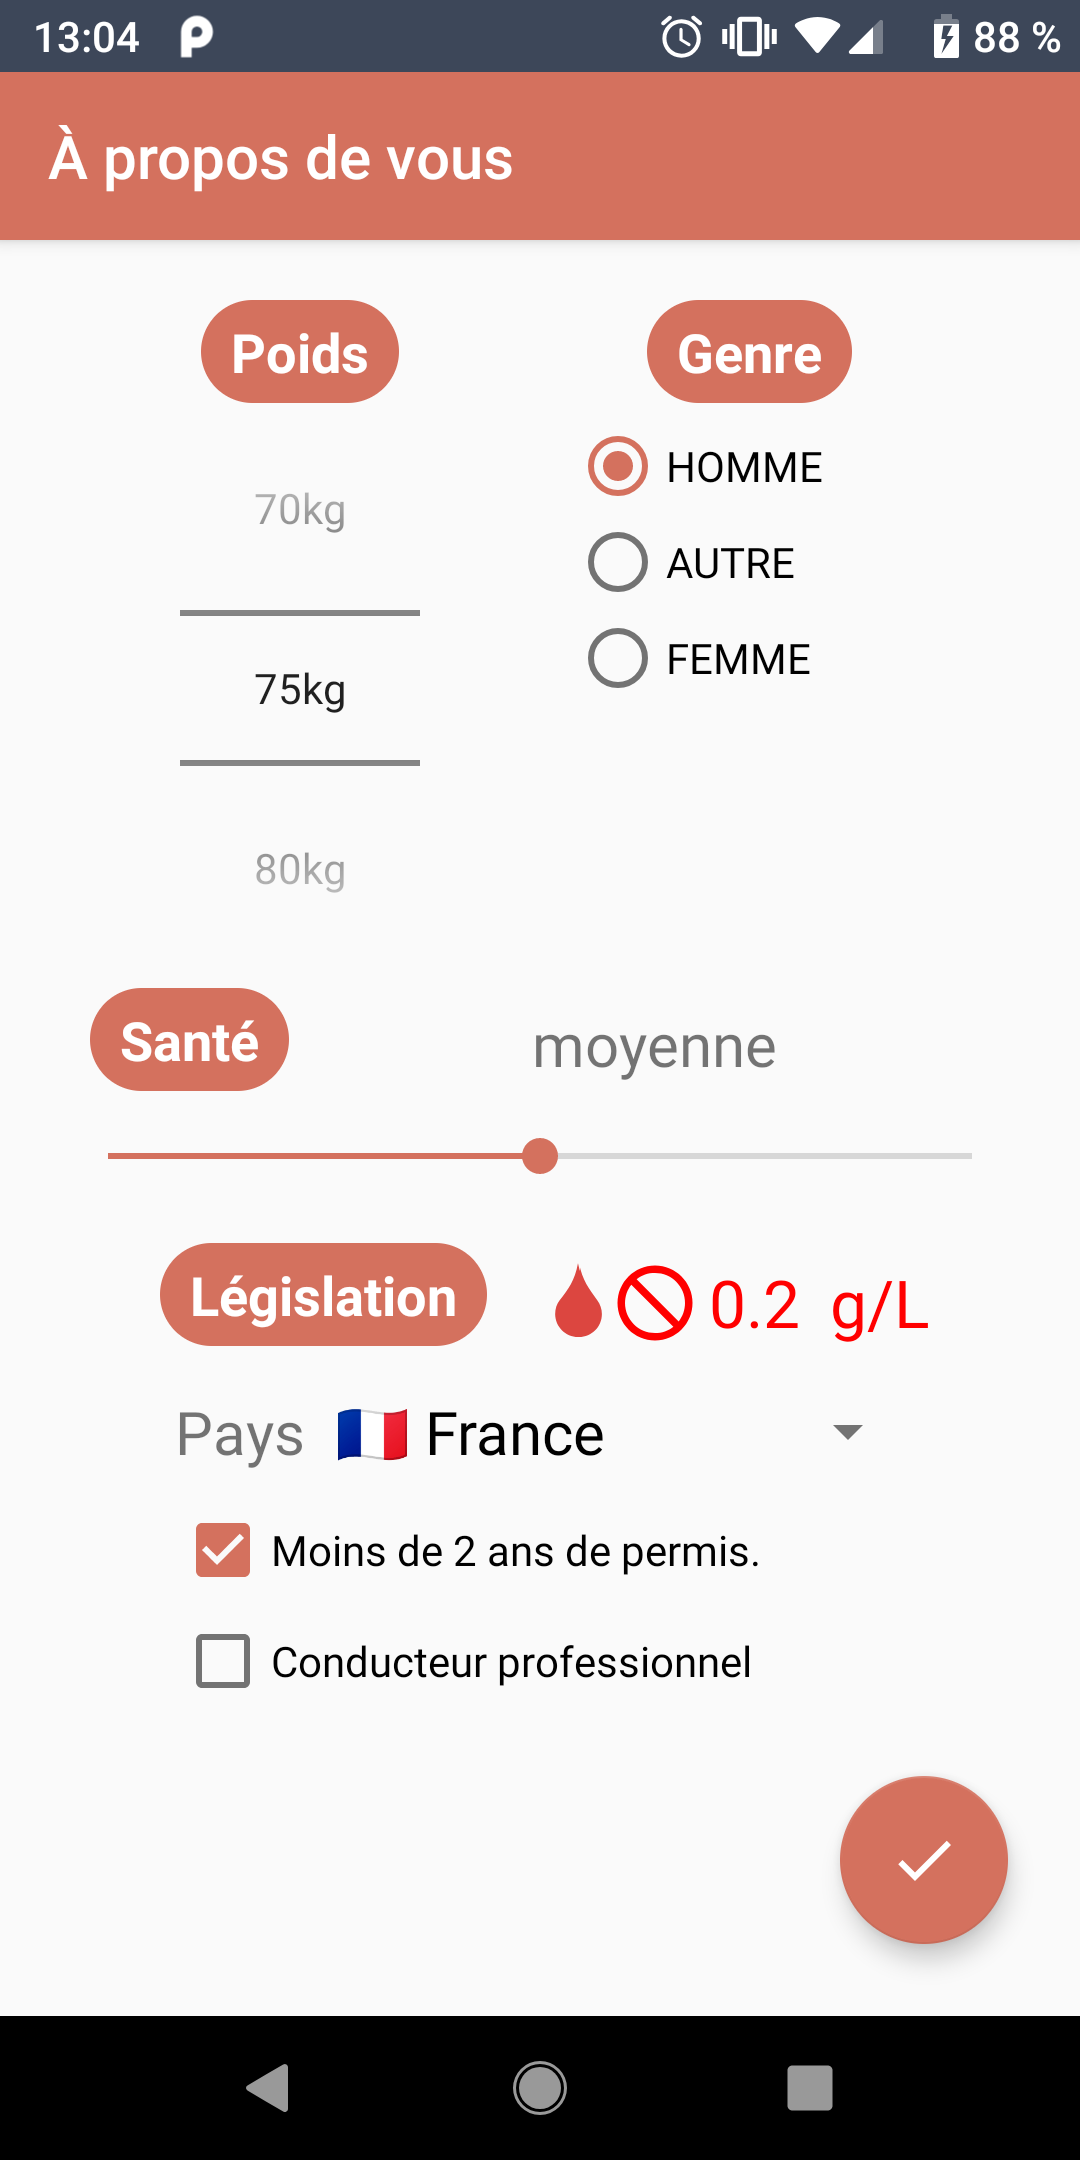 13:04 88 %
À propos de vous
Poids
Genre
70kg
75kg
80kg
HOMME
AUTRE
FEMME
Santé
moyenne
Législation
0.2 g/L
Pays France
Moins de 2 ans de permis.
Conducteur professionnel